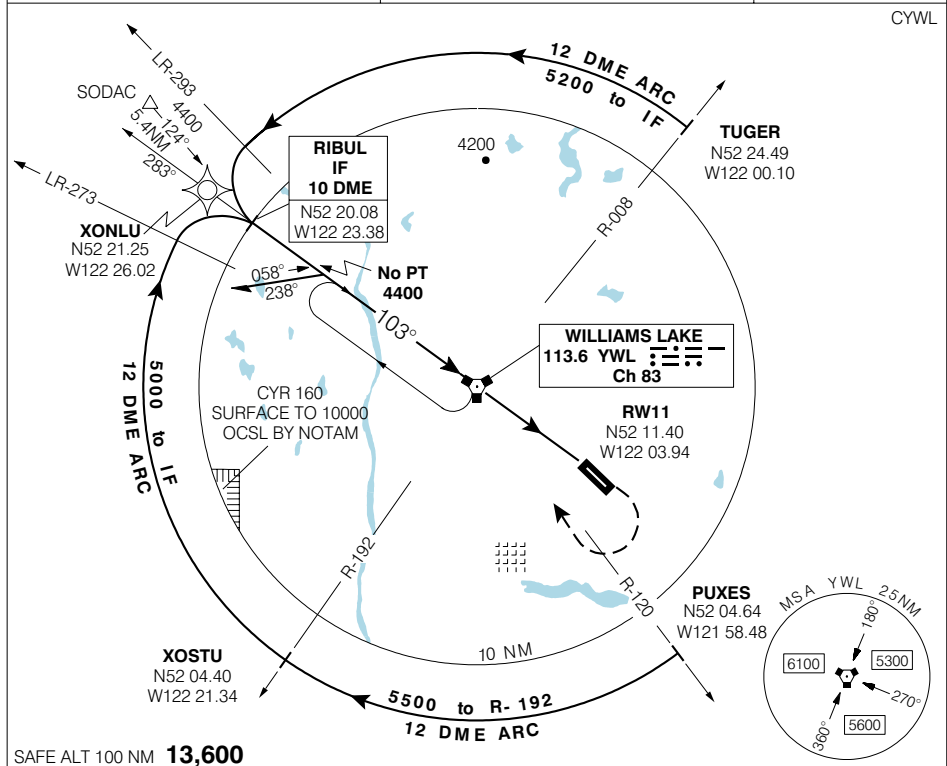 CYWL
12 DME ARC
5200 to IF
LR-293
4400
SODAC
124°
5.4NM
283°
LR-273
XONLU
N52 21.25
W122 26.02
RIBUL
IF
10 DME
N52 20.08
W122 23.38
4200
TUGER
N52 24.49
W122 00.10
R-008
058°
238°
No PT
4400
103°
WILLIAMS LAKE
113.6 YWL
Ch 83
RW11
N52 11.40
W122 03.94
CYR 160
SURFACE TO 10000
OCSL BY NOTAM
5000 to IF
12 DME ARC
R-192
R-120
PUXES
N52 04.64
W121 58.48
XOSTU
N52 04.40
W122 21.34
10 NM
5500 to R-192
12 DME ARC
MSA YWL 25NM
180°
6100
5300
270°
5600
360°
SAFE ALT 100 NM 13,600